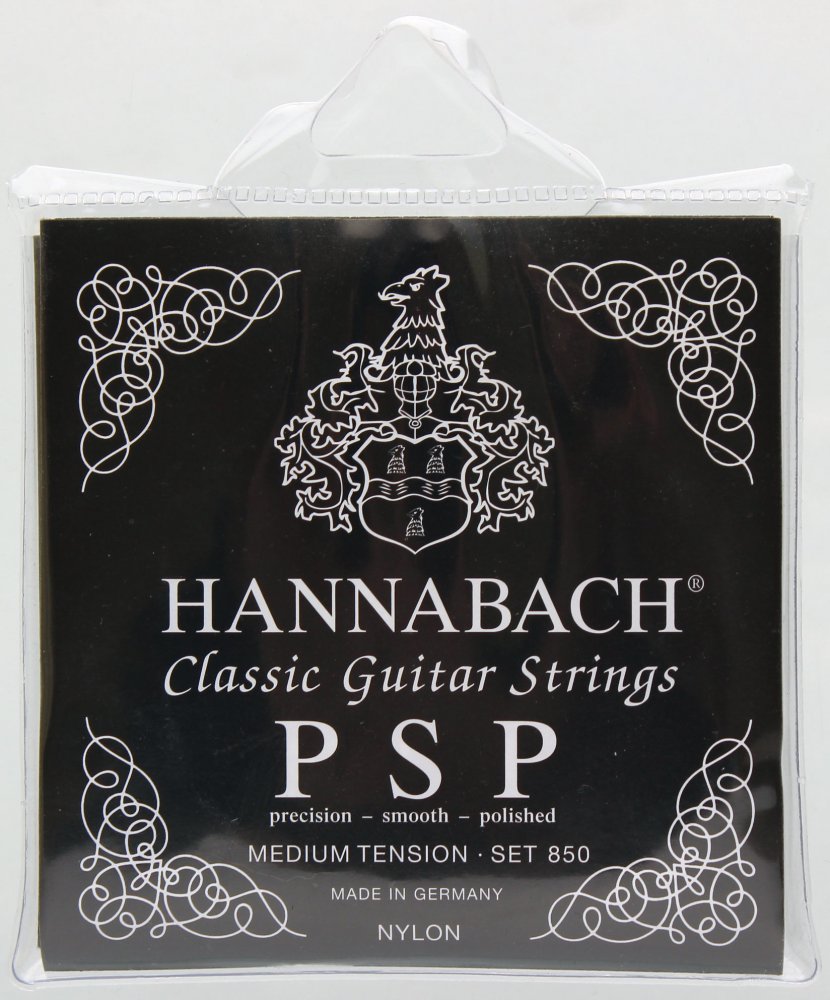 HANNABACH®
Classic Guitar Strings
PSP
precision – smooth – polished
MEDIUM TENSION · SET 850
MADE IN GERMANY
NYLON